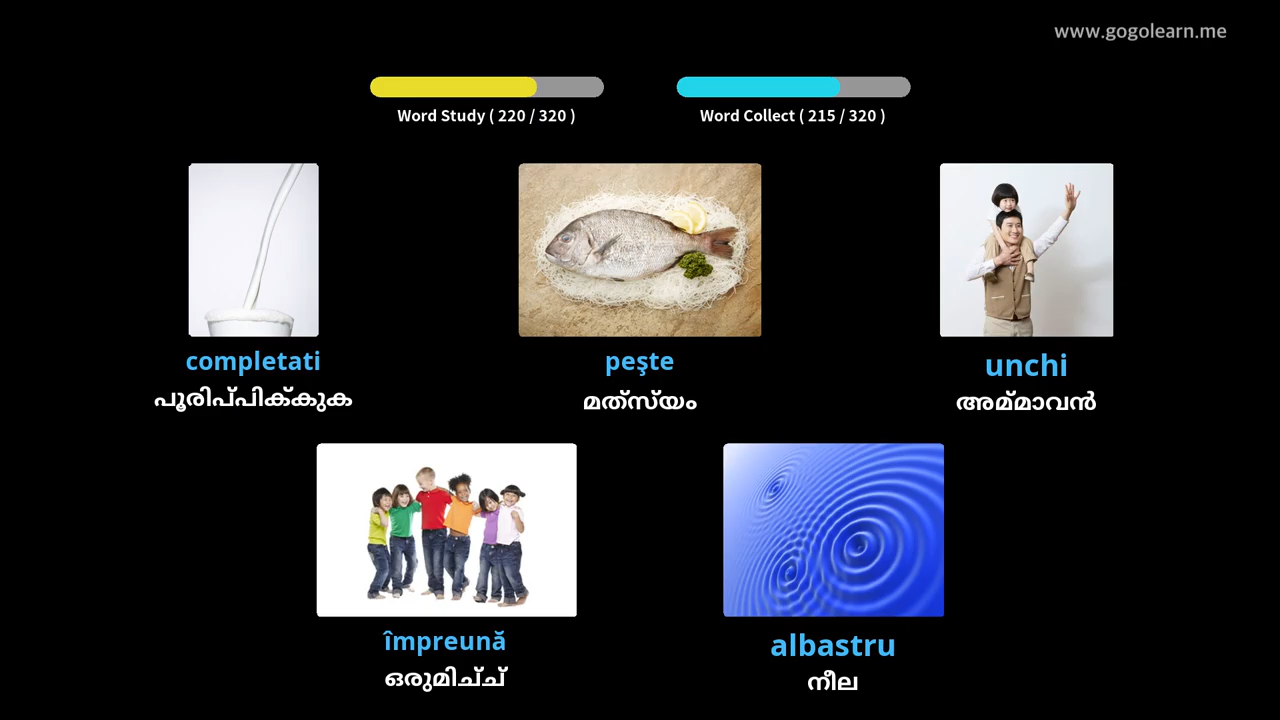 www.gogolearn.me
Word Study ( 220 / 320 )
Word Collect ( 215 / 320 )
completati
പൂരിപ്പിക്കുക
peşte
മത്സ്യം
unchi
അമ്മാവൻ
împreună
ഒരുമിച്ച്
albastru
നീല